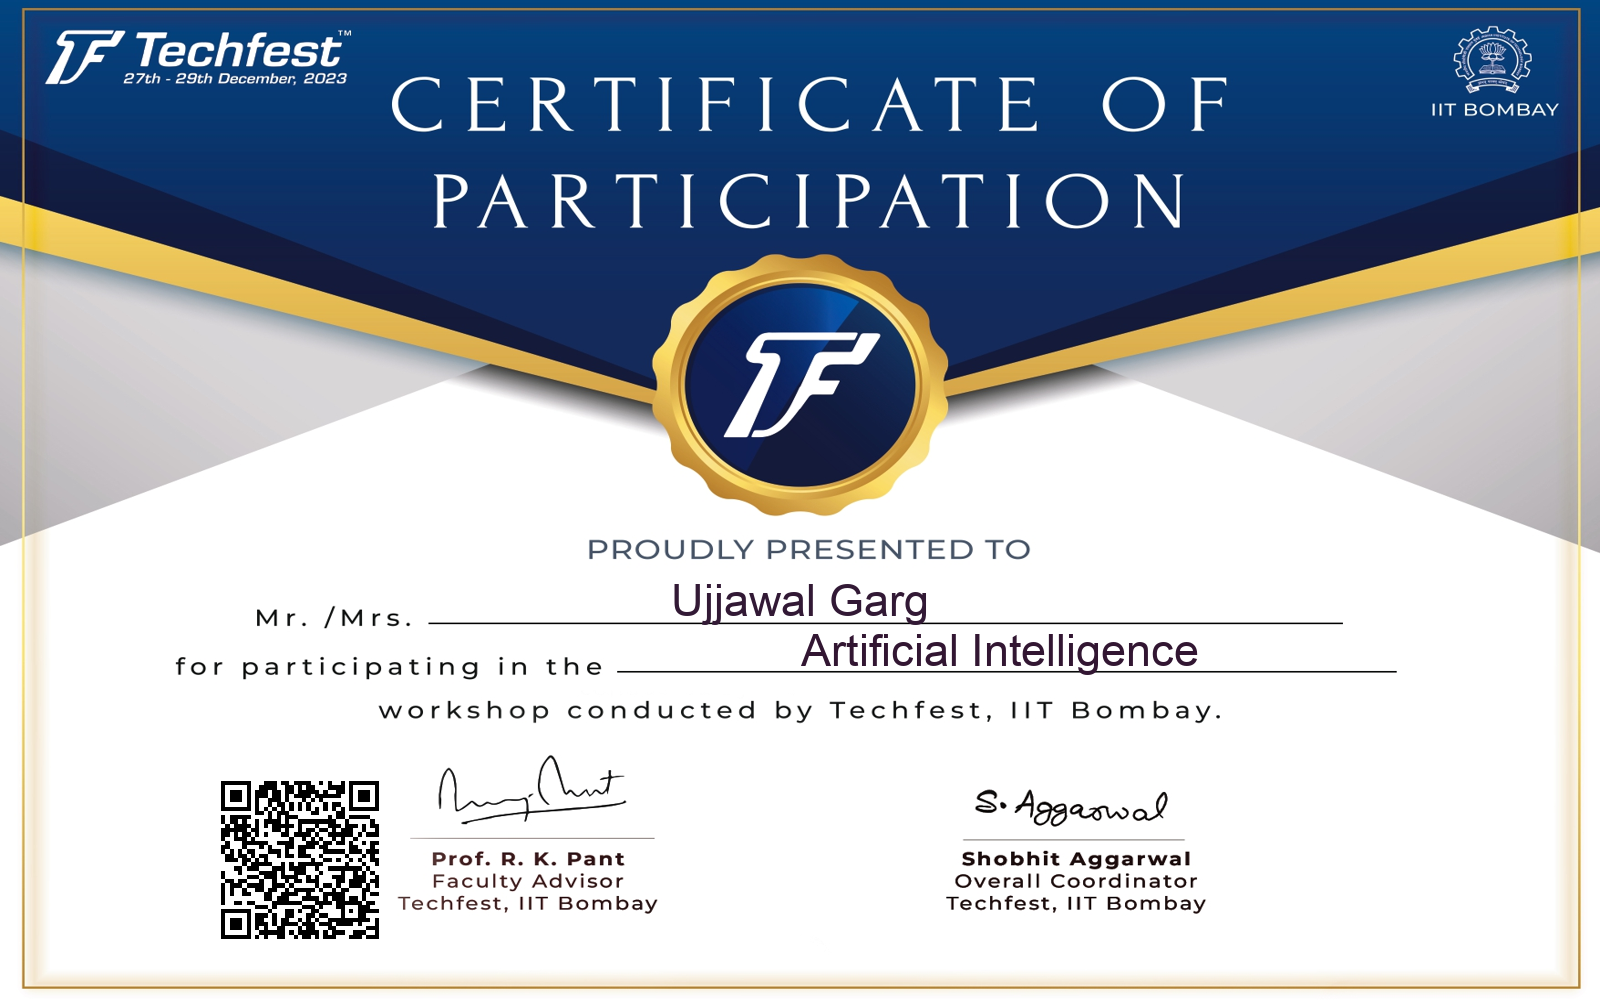 Techfest™
27th - 29th December, 2023
IIT BOMBAY
CERTIFICATE OF
PARTICIPATION
TF
PROUDLY PRESENTED TO
Mr. /Mrs. Ujjawal Garg
for participating in the Artificial Intelligence
workshop conducted by Techfest, IIT Bombay.
S. Aggarwal
Prof. R. K. Pant
Faculty Advisor
Techfest, IIT Bombay
Shobhit Aggarwal
Overall Coordinator
Techfest, IIT Bombay